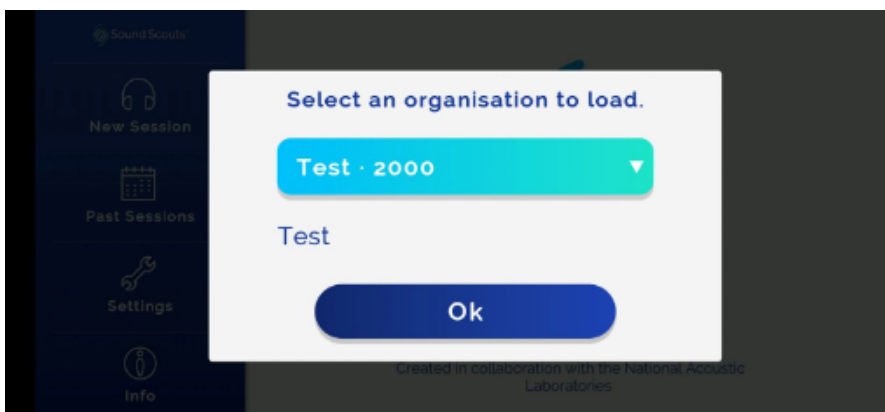 Sound Scouts
New Session
Past Sessions
Settings
Info
Select an organisation to load.
Test · 2000
Test
Ok
Created in collaboration with the National Acoustic
Laboratories